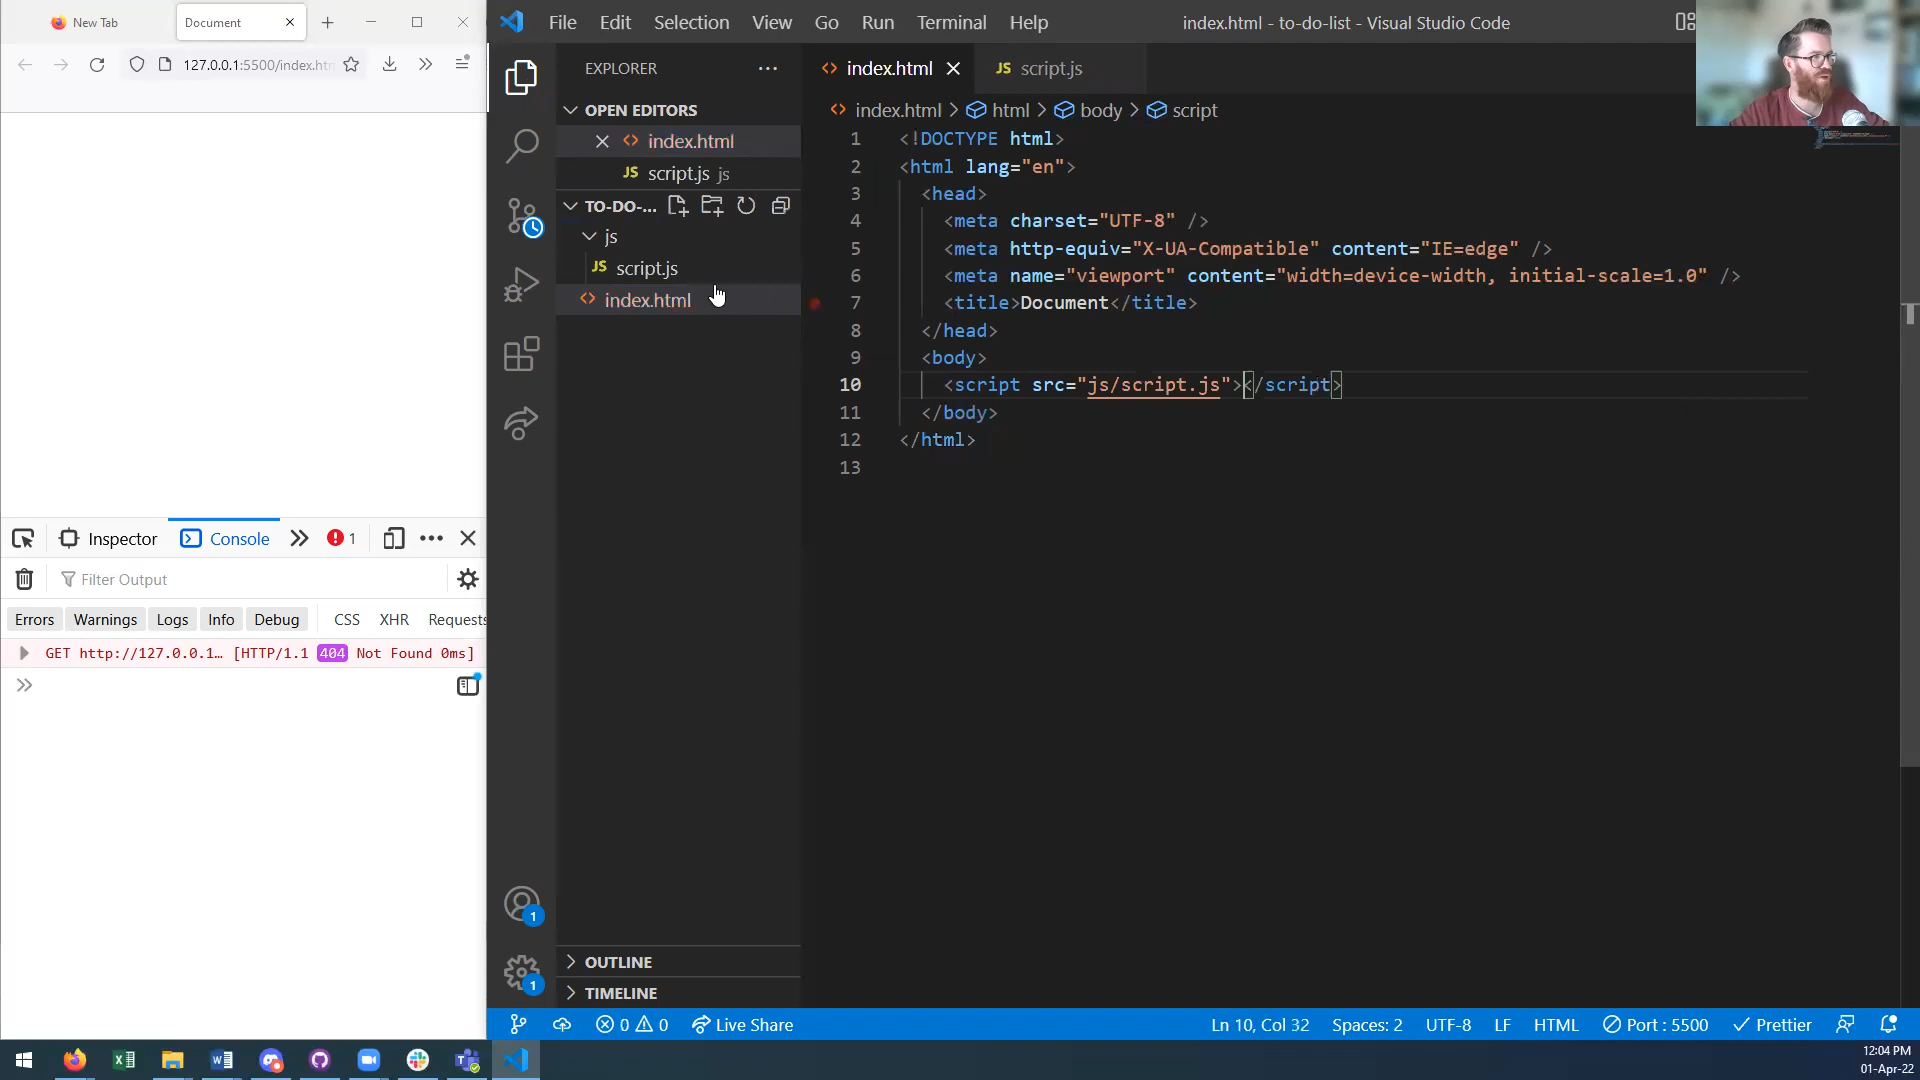 New Tab
Document
127.0.0.1:5500/index.htm
Inspector
Console
1
Filter Output
Errors
Warnings
Logs
Info
Debug
CSS
XHR
Requests
GET http://127.0.0.1… [HTTP/1.1 404 Not Found 0ms]
File Edit Selection View Go Run Terminal Help
index.html - to-do-list - Visual Studio Code
EXPLORER
OPEN EDITORS
index.html
JS script.js js
TO-DO-...
js
JS script.js
index.html
OUTLINE
TIMELINE
1
1
index.html
JS script.js
index.html > html > body > script
1 <!DOCTYPE html>
2 <html lang="en">
3 <head>
4 <meta charset="UTF-8" />
5 <meta http-equiv="X-UA-Compatible" content="IE=edge" />
6 <meta name="viewport" content="width=device-width, initial-scale=1.0" />
7 <title>Document</title>
8 </head>
9 <body>
10 <script src="js/script.js"></script>
11 </body>
12 </html>
13
0 0 Live Share
Ln 10, Col 32 Spaces: 2 UTF-8 LF HTML Port : 5500 Prettier
12:04 PM
01-Apr-22